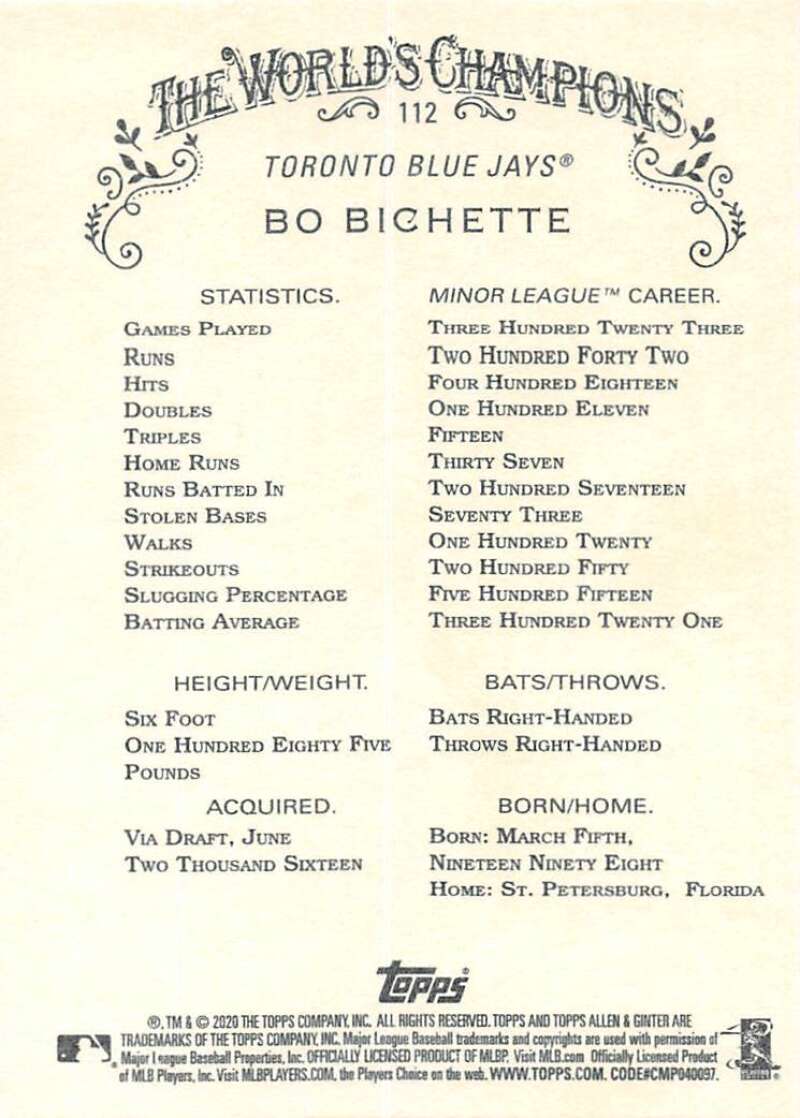 THE WORLD'S CHAMPIONS
112
TORONTO BLUE JAYS®
BO BICHETTE
STATISTICS. MINOR LEAGUE™ CAREER.
GAMES PLAYED THREE HUNDRED TWENTY THREE
RUNS TWO HUNDRED FORTY TWO
HITS FOUR HUNDRED EIGHTEEN
DOUBLES ONE HUNDRED ELEVEN
TRIPLES FIFTEEN
HOME RUNS THIRTY SEVEN
RUNS BATTED IN TWO HUNDRED SEVENTEEN
STOLEN BASES SEVENTY THREE
WALKS ONE HUNDRED TWENTY
STRIKEOUTS TWO HUNDRED FIFTY
SLUGGING PERCENTAGE FIVE HUNDRED FIFTEEN
BATTING AVERAGE THREE HUNDRED TWENTY ONE
HEIGHT/WEIGHT.
SIX FOOT
ONE HUNDRED EIGHTY FIVE
POUNDS
BATS/THROWS.
BATS RIGHT-HANDED
THROWS RIGHT-HANDED
ACQUIRED.
VIA DRAFT, JUNE
TWO THOUSAND SIXTEEN
BORN/HOME.
BORN: MARCH FIFTH,
NINETEEN NINETY EIGHT
HOME: ST. PETERSBURG, FLORIDA
topps®
®, TM & © 2020 THE TOPPS COMPANY, INC. ALL RIGHTS RESERVED. TOPPS AND TOPPS ALLEN & GINTER ARE
TRADEMARKS OF THE TOPPS COMPANY, INC. Major League Baseball trademarks and copyrights are used with permission of
Major League Baseball Properties, Inc. OFFICIALLY LICENSED PRODUCT OF MLBP. Visit MLB.com Officially Licensed Product
of MLB Players, Inc. Visit MLBPLAYERS.COM, the Players Choice on the web. WWW.TOPPS.COM. CODE#CMP040097.